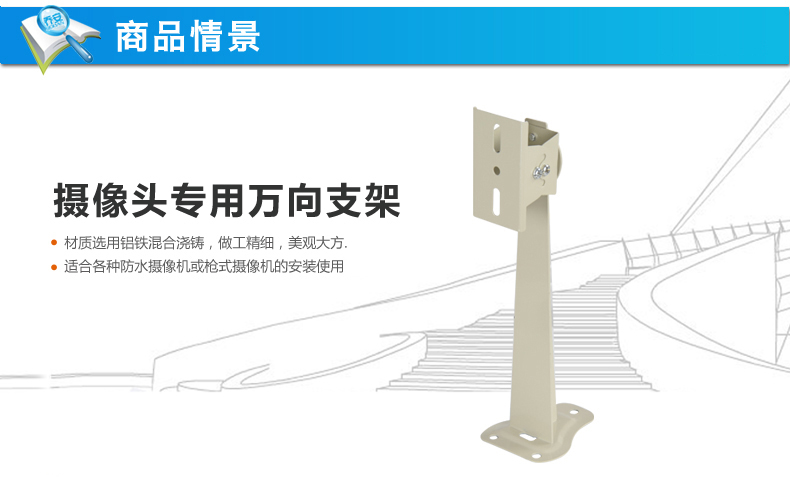 乔安
商品情景
摄像头专用万向支架
材质选用铝铁混合浇铸，做工精细，美观大方.
适合各种防水摄像机或枪式摄像机的安装使用